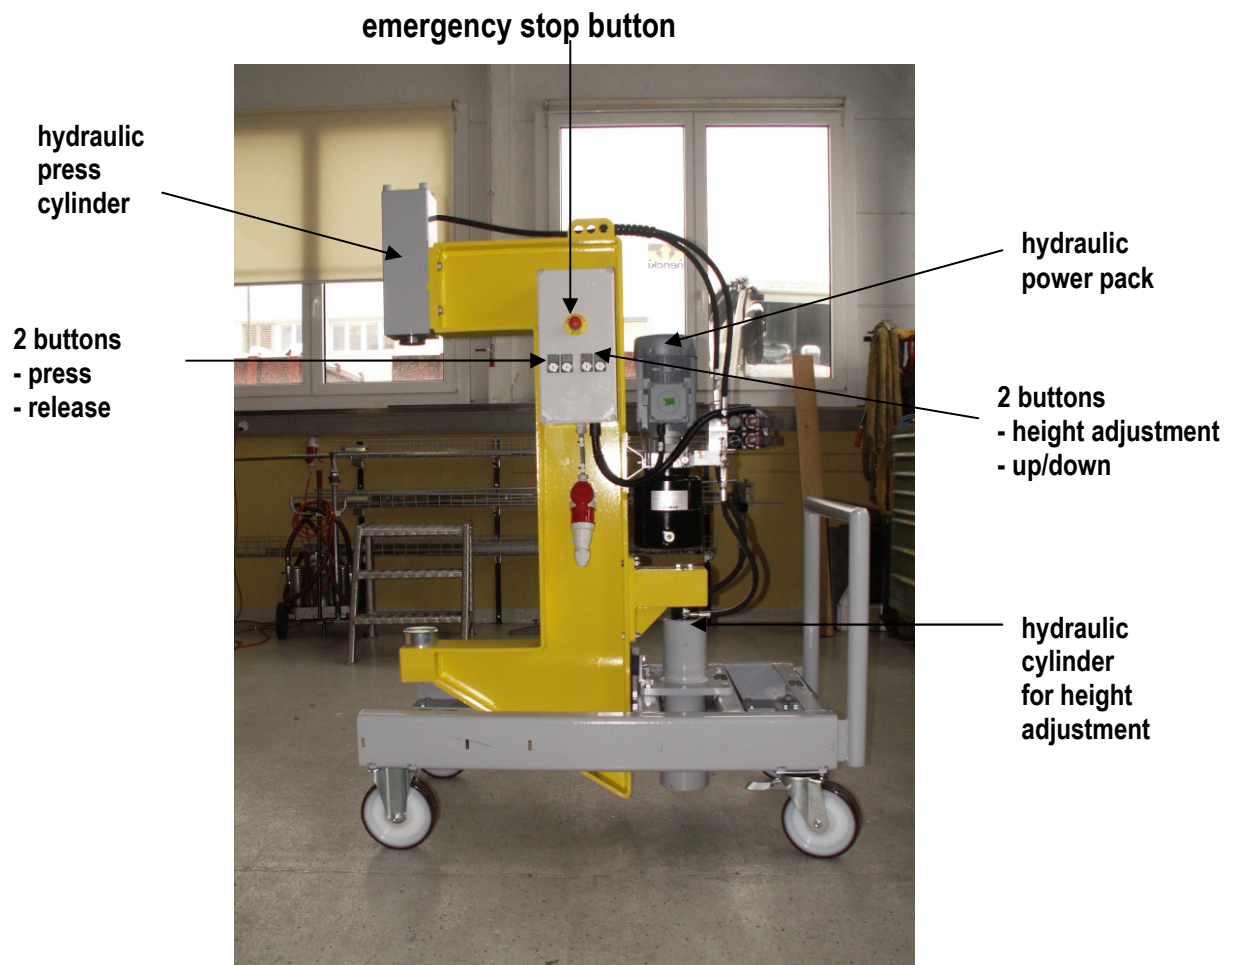 emergency stop button
hydraulic
press
cylinder
hydraulic
power pack
2 buttons
- press
- release
2 buttons
- height adjustment
- up/down
hydraulic
cylinder
for height
adjustment